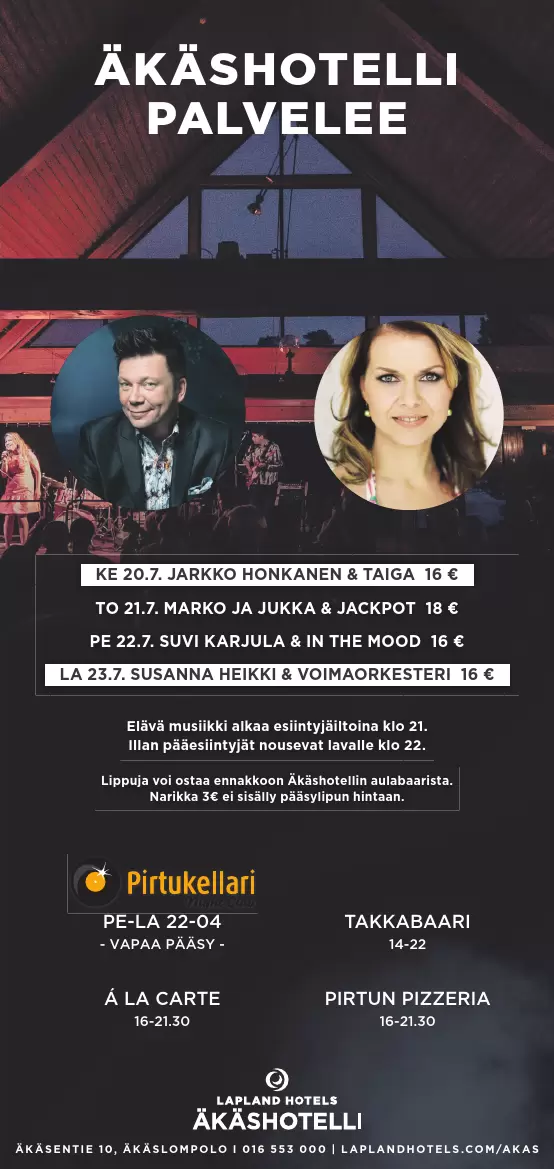 ÄKÄSHOTELLI
PALVELEE
KE 20.7. JARKKO HONKANEN & TAIGA 16 €
TO 21.7. MARKO JA JUKKA & JACKPOT 18 €
PE 22.7. SUVI KARJULA & IN THE MOOD 16 €
LA 23.7. SUSANNA HEIKKI & VOIMAORKESTERI 16 €
Elävä musiikki alkaa esiintyjäiltoina klo 21.
Illan pääesiintyjät nousevat lavalle klo 22.
Lippuja voi ostaa ennakkoon Äkäshotellin aulabaarista.
Narikka 3€ ei sisälly pääsylipun hintaan.
Pirtukellari
Night Club
PE-LA 22-04
- VAPAA PÄÄSY -
TAKKABAARI
14-22
Á LA CARTE
16-21.30
PIRTUN PIZZERIA
16-21.30
LAPLAND HOTELS
ÄKÄSHOTELLI
ÄKÄSENTIE 10, ÄKÄSLOMPOLO I 016 553 000 | LAPLANDHOTELS.COM/AKAS